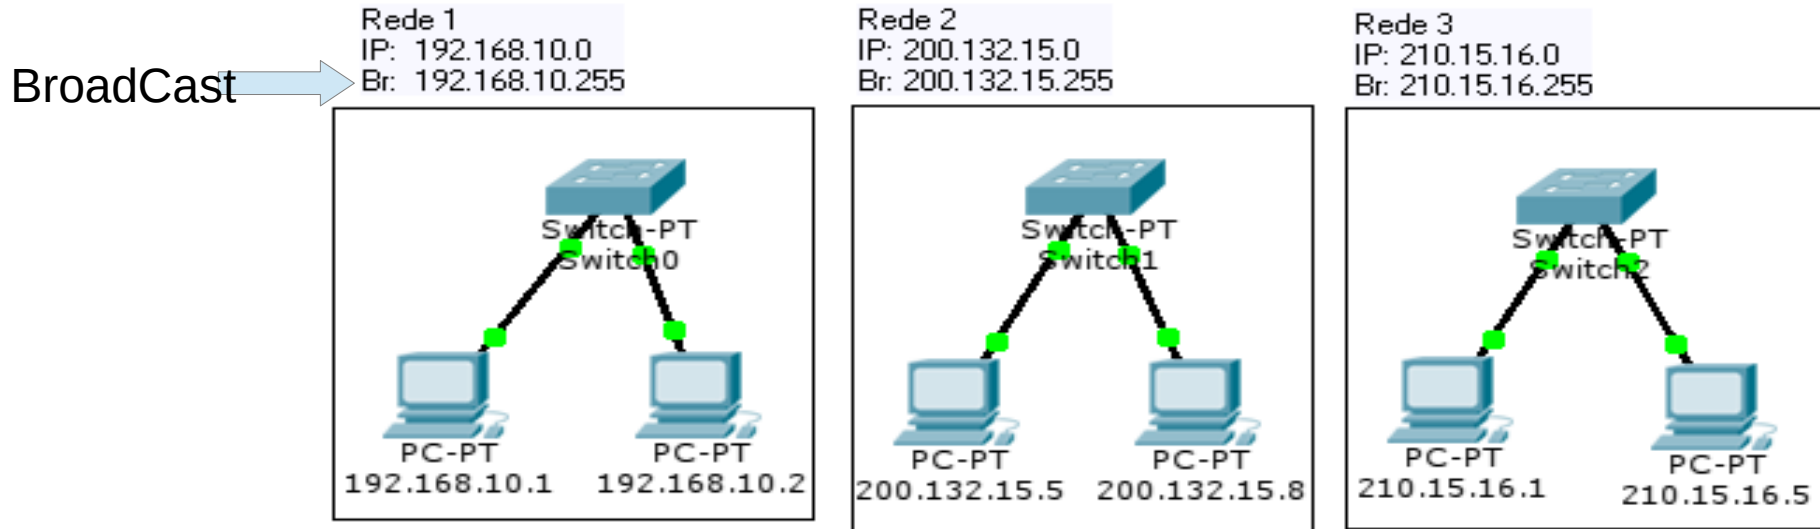 BroadCast
Rede 1
IP: 192.168.10.0
Br: 192.168.10.255
Switch-PT
Switch0
PC-PT
192.168.10.1
PC-PT
192.168.10.2
Rede 2
IP: 200.132.15.0
Br: 200.132.15.255
Switch-PT
Switch1
PC-PT
200.132.15.5
PC-PT
200.132.15.8
Rede 3
IP: 210.15.16.0
Br: 210.15.16.255
Switch-PT
Switch2
PC-PT
210.15.16.1
PC-PT
210.15.16.5